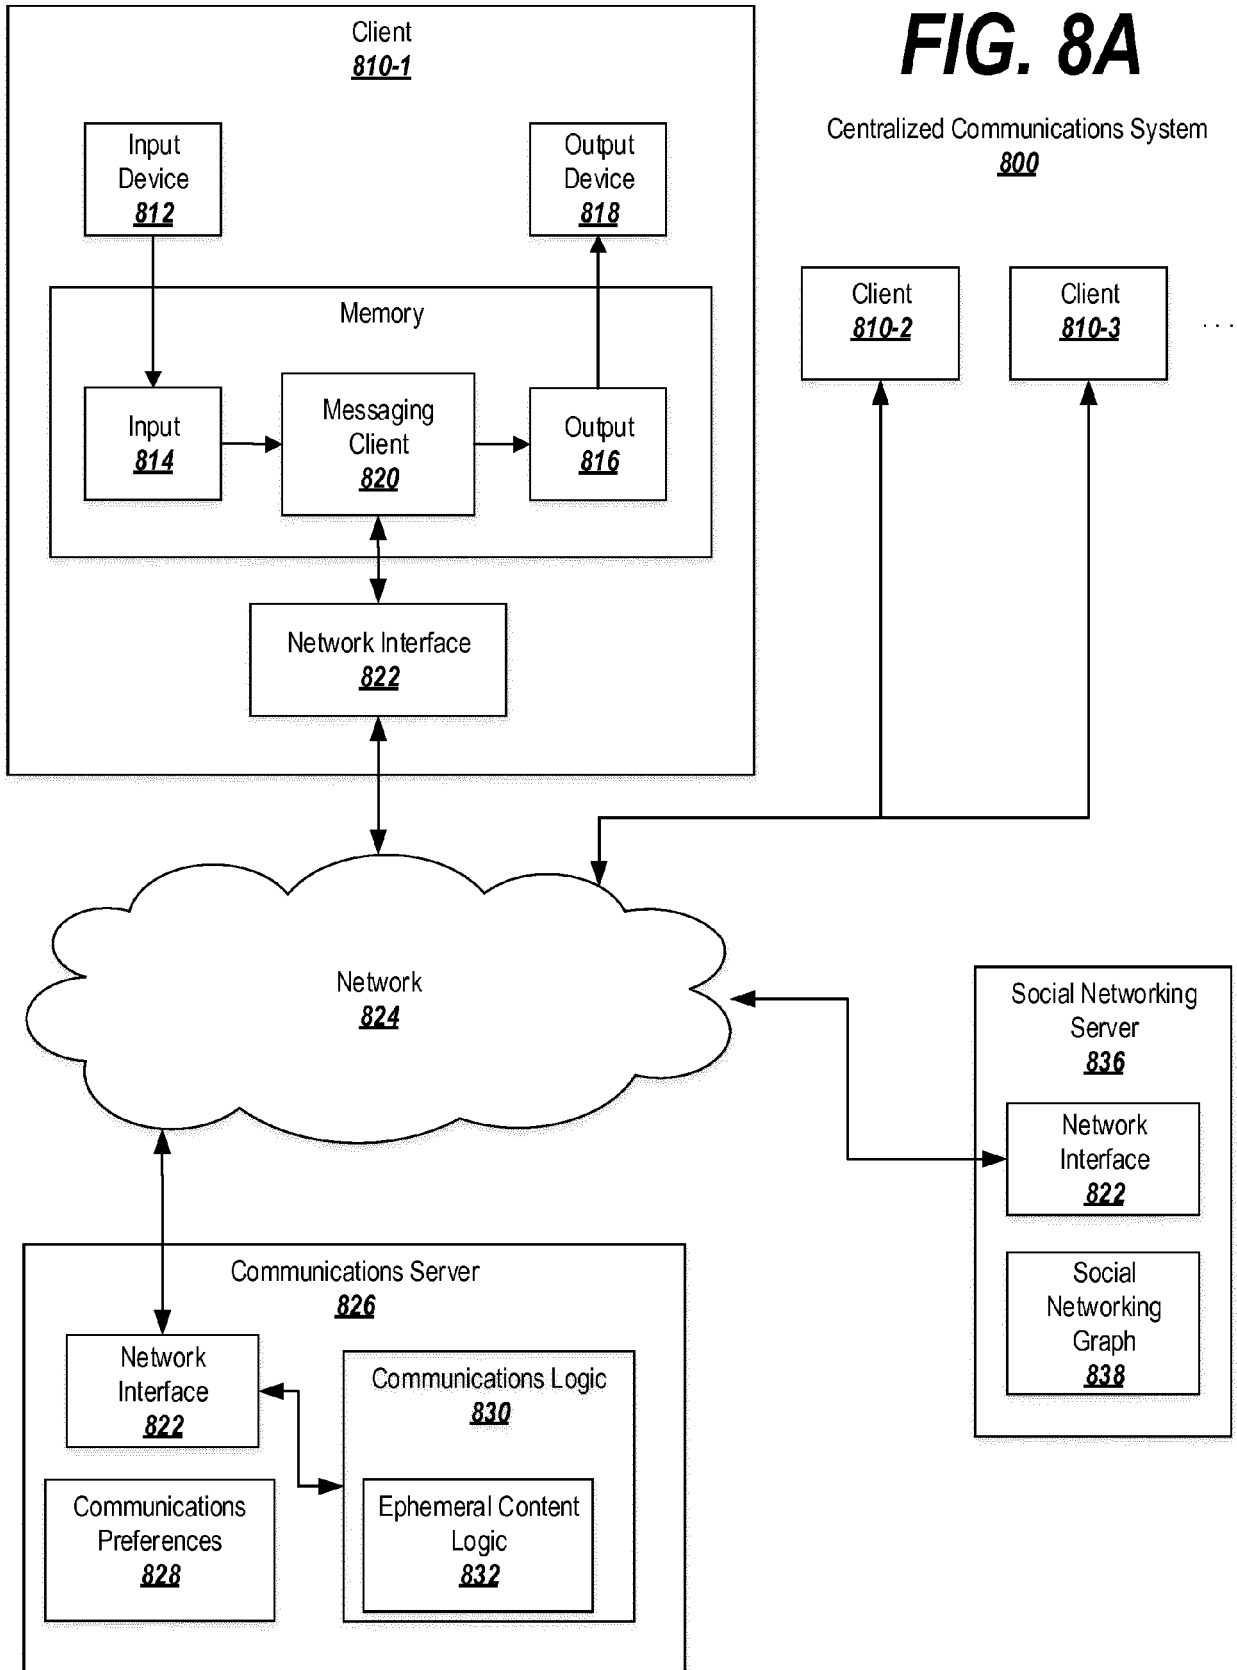 FIG. 8A
Centralized Communications System
800
Client
810-1
Input
Device
812
Output
Device
818
Memory
Input
814
Messaging
Client
820
Output
816
Network Interface
822
Client
810-2
Client
810-3
. . .
Network
824
Social Networking
Server
836
Network
Interface
822
Social
Networking
Graph
838
Communications Server
826
Network
Interface
822
Communications Logic
830
Communications
Preferences
828
Ephemeral Content
Logic
832